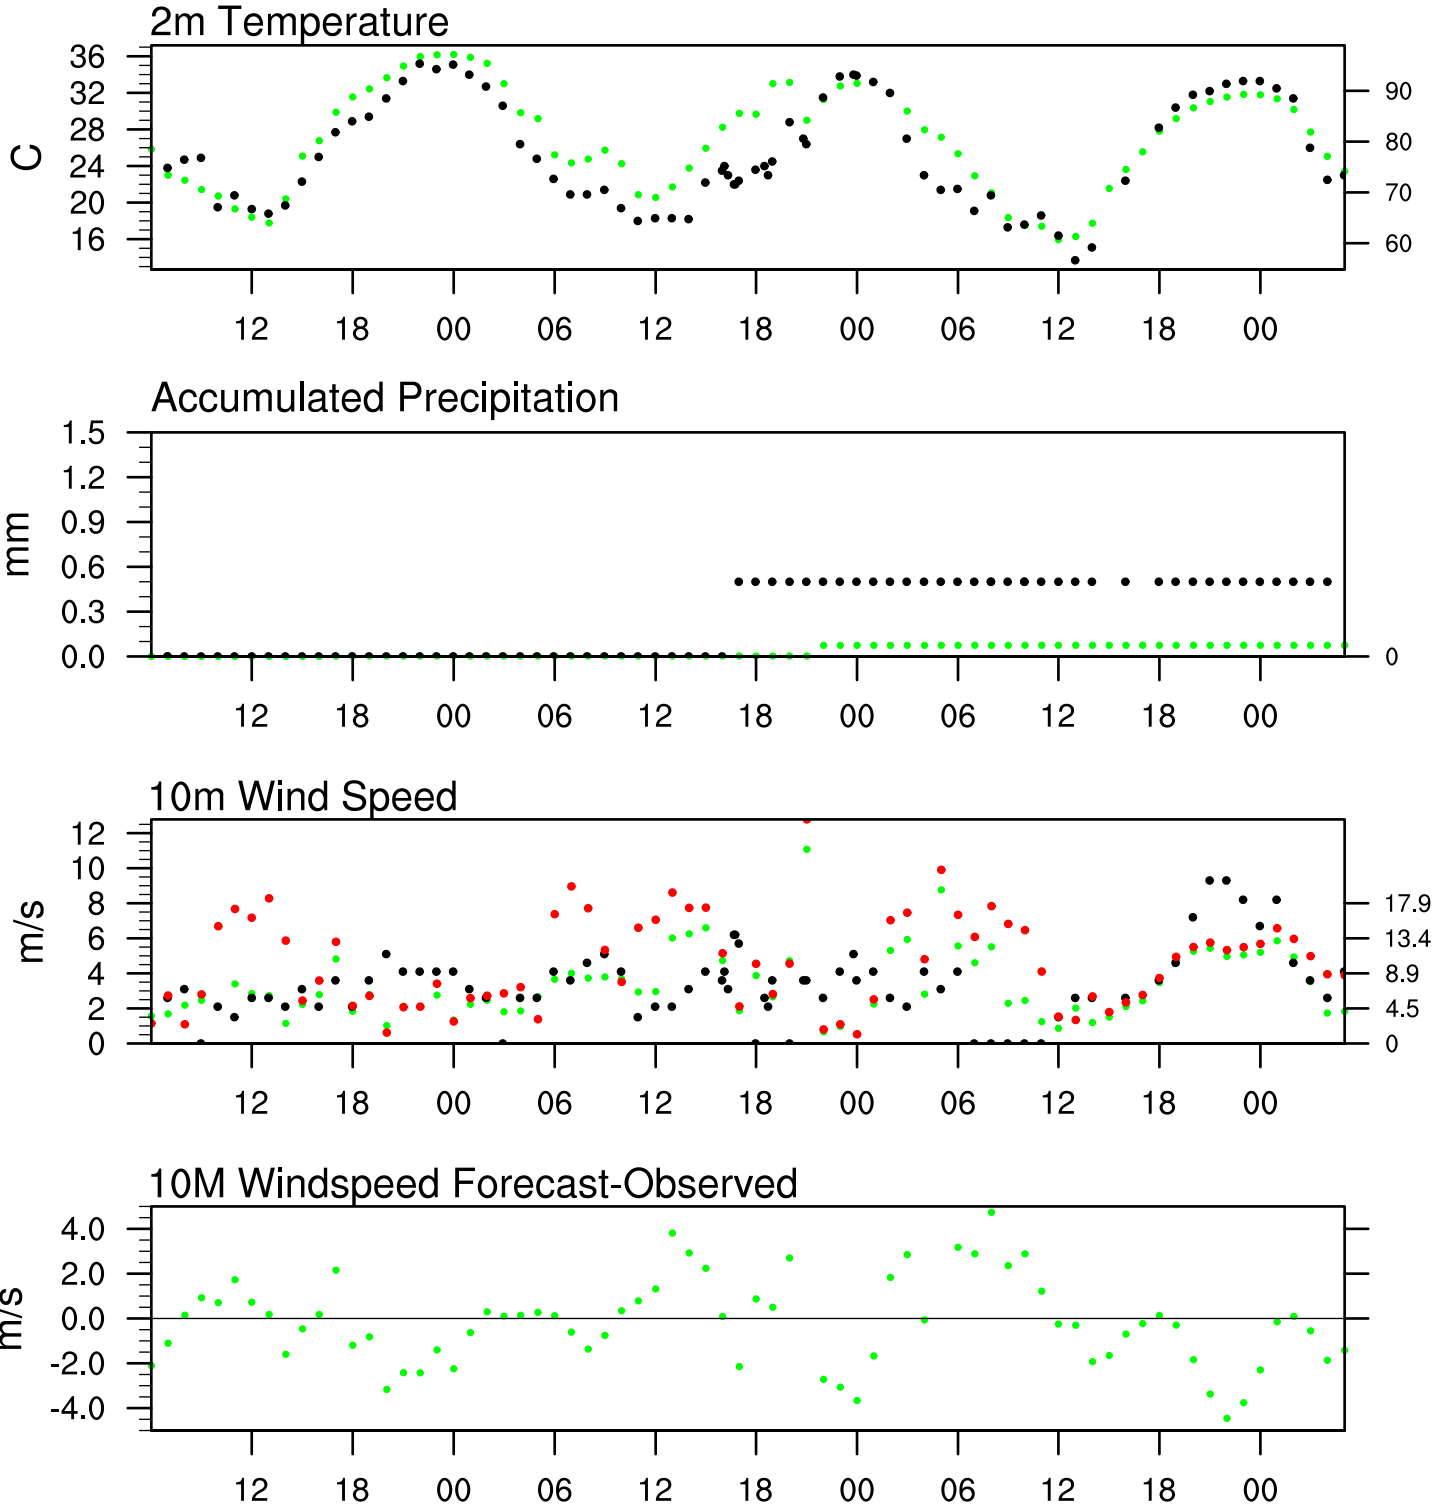 2m Temperature
36
32
28
24
20
16
C
90
80
70
60
12 18 00 06 12 18 00 06 12 18 00
Accumulated Precipitation
1.5
1.2
0.9
0.6
0.3
0.0
mm
0
12 18 00 06 12 18 00 06 12 18 00
10m Wind Speed
12
10
8
6
4
2
0
m/s
17.9
13.4
8.9
4.5
0
12 18 00 06 12 18 00 06 12 18 00
10M Windspeed Forecast-Observed
4.0
2.0
0.0
-2.0
-4.0
m/s
12 18 00 06 12 18 00 06 12 18 00